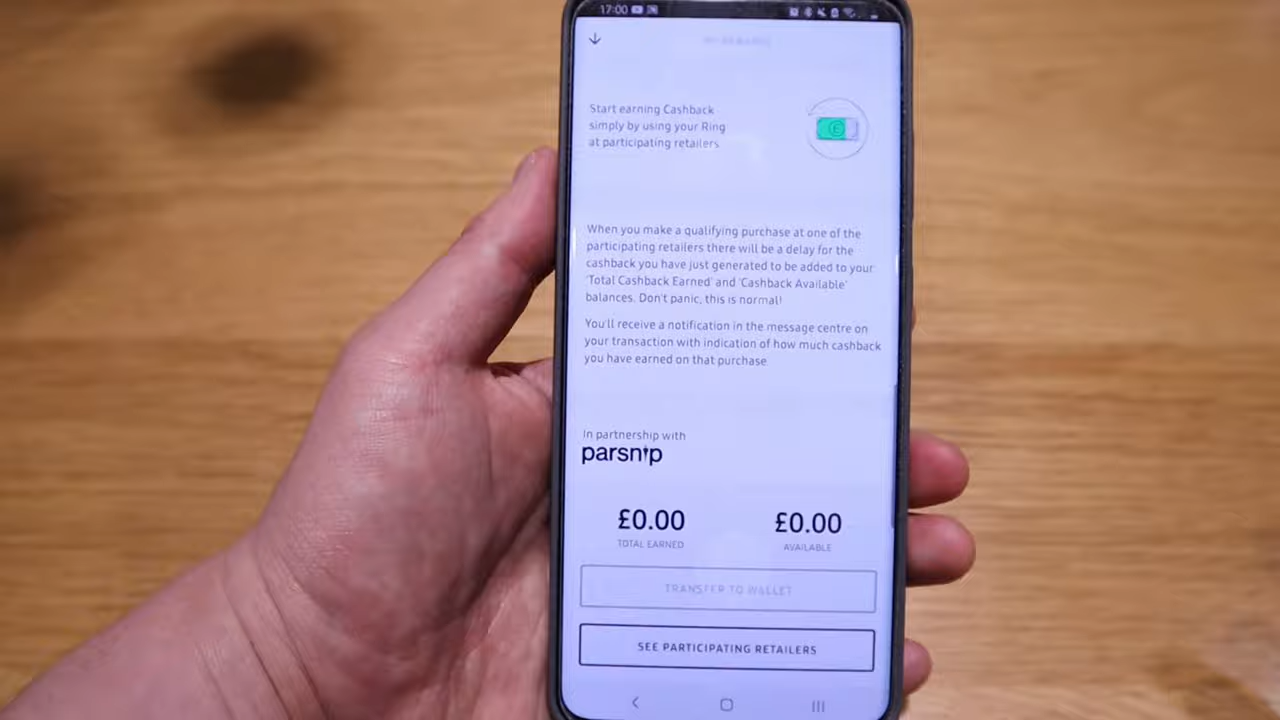 17:00
Start earning Cashback
simply by using your Ring
at participating retailers.
When you make a qualifying purchase at one of the
participating retailers there will be a delay for the
cashback you have just generated to be added to your
'Total Cashback Earned' and 'Cashback Available'
balances. Don't panic, this is normal!
You'll receive a notification in the message centre on
your transaction with indication of how much cashback
you have earned on that purchase.
In partnership with
parsnip
£0.00 £0.00
TOTAL EARNED AVAILABLE
TRANSFER TO WALLET
SEE PARTICIPATING RETAILERS